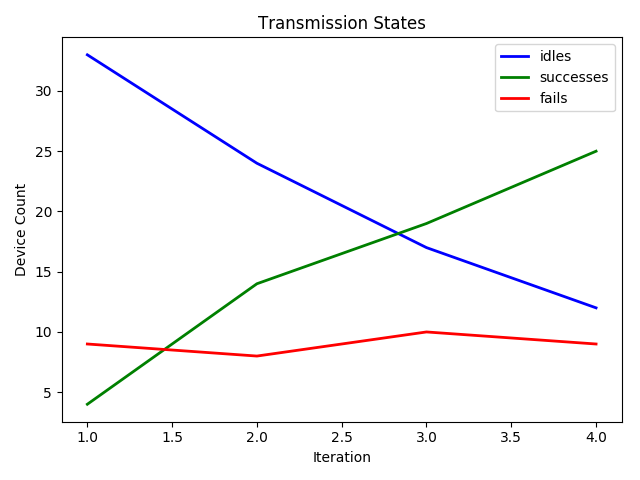 Transmission States
idles
successes
fails
Device Count
30
25
20
15
10
5
1.0 1.5 2.0 2.5 3.0 3.5 4.0
Iteration